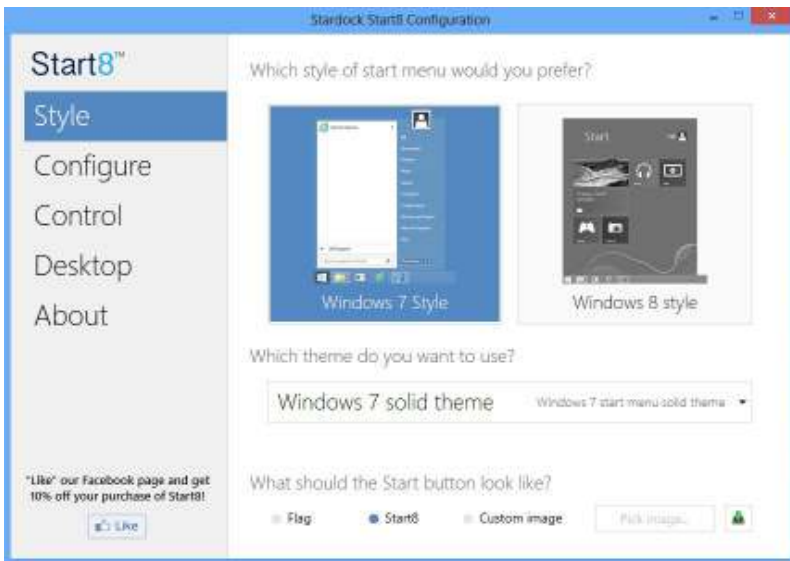 Stardock Start8 Configuration
Start8™
Style
Configure
Control
Desktop
About
"Like" our Facebook page and get
10% off your purchase of Start8!
Like
Which style of start menu would you prefer?
Windows 7 Style
Start
Windows 8 style
Which theme do you want to use?
Windows 7 solid theme
Windows 7 start menu solid theme
What should the Start button look like?
Flag
Start8
Custom image
Pick image...